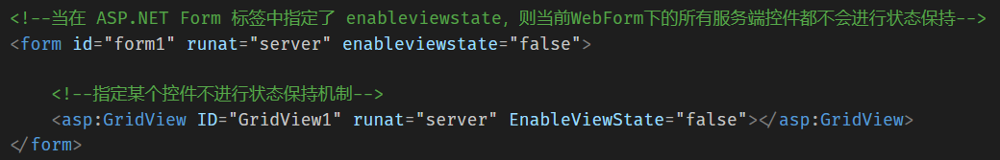 <!--当在 ASP.NET Form 标签中指定了 enableviewstate，则当前WebForm下的所有服务端控件都不会进行状态保持-->
<form id="form1" runat="server" enableviewstate="false">
<!--指定某个控件不进行状态保持机制-->
<asp:GridView ID="GridView1" runat="server" EnableViewState="false"></asp:GridView>
</form>